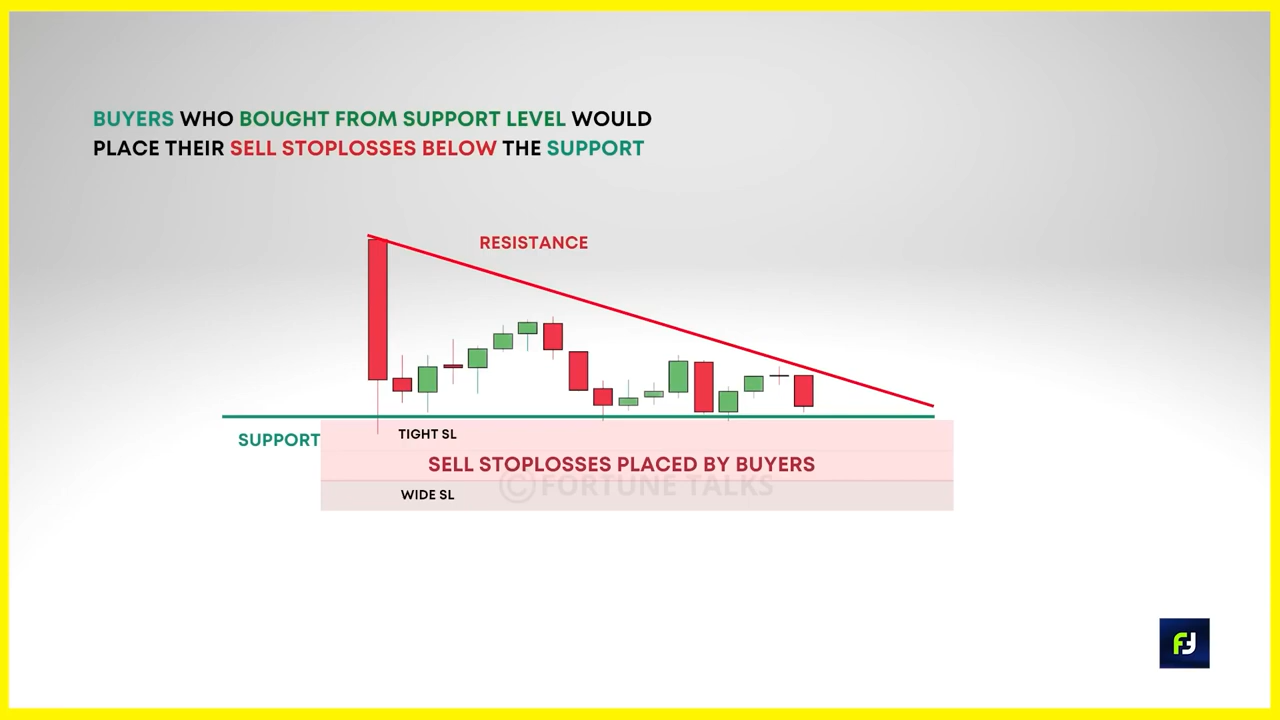 BUYERS WHO BOUGHT FROM SUPPORT LEVEL WOULD
PLACE THEIR SELL STOPLOSSES BELOW THE SUPPORT
RESISTANCE
SUPPORT
TIGHT SL
SELL STOPLOSSES PLACED BY BUYERS
© FORTUNE TALKS
WIDE SL